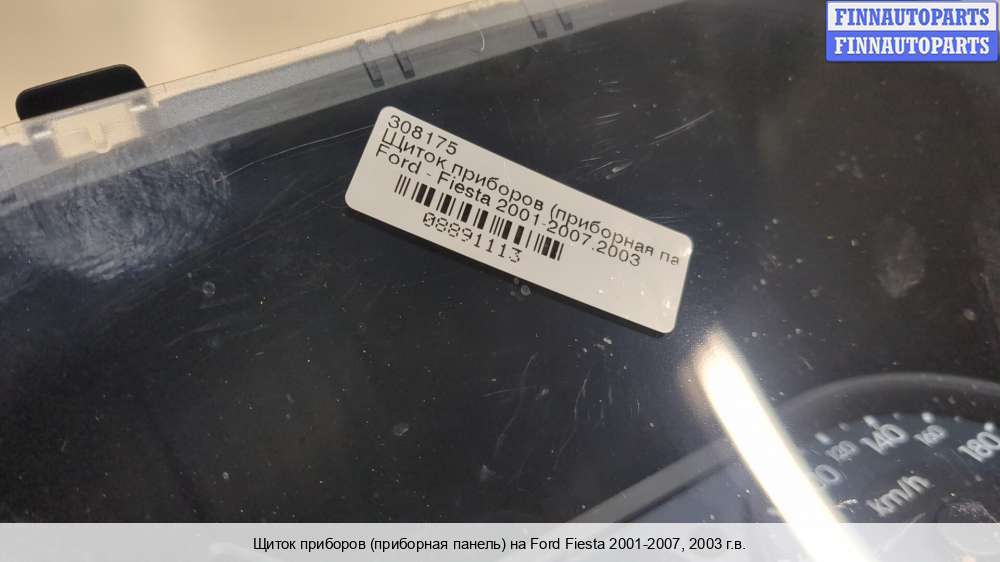 FINNAUTOPARTS
FINNAUTOPARTS
308175
Щиток приборов (приборная па
Ford - Fiesta 2001-2007.2003
08891113
120 140 160 180
km/h
Щиток приборов (приборная панель) на Ford Fiesta 2001-2007, 2003 г.в.